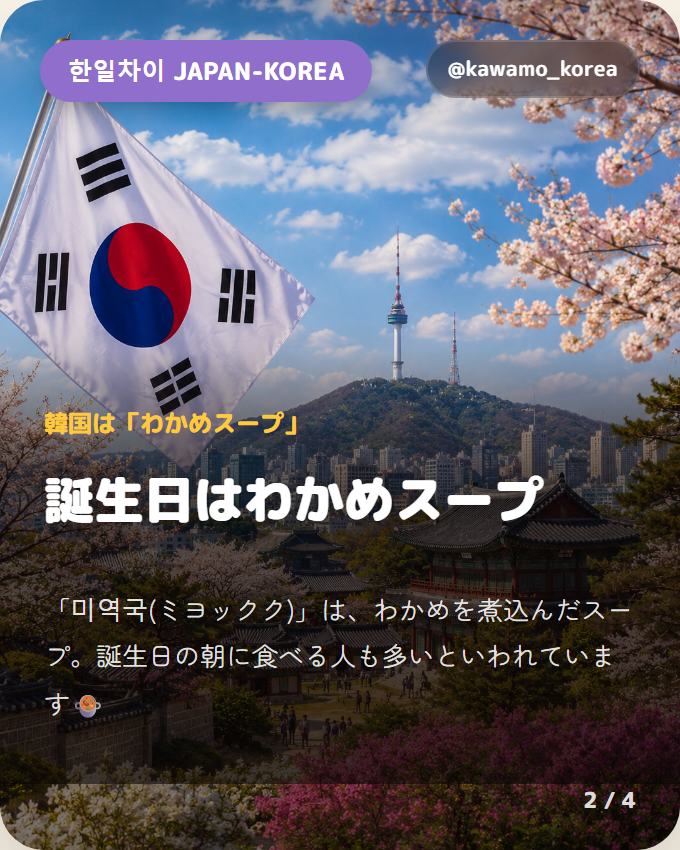 한일차이 JAPAN-KOREA
@kawamo_korea
韓国は「わかめスープ」
誕生日はわかめスープ
「미역국(ミヨックク)」は、わかめを煮込んだスー
プ。誕生日の朝に食べる人も多いといわれていま
す🍲
2 / 4